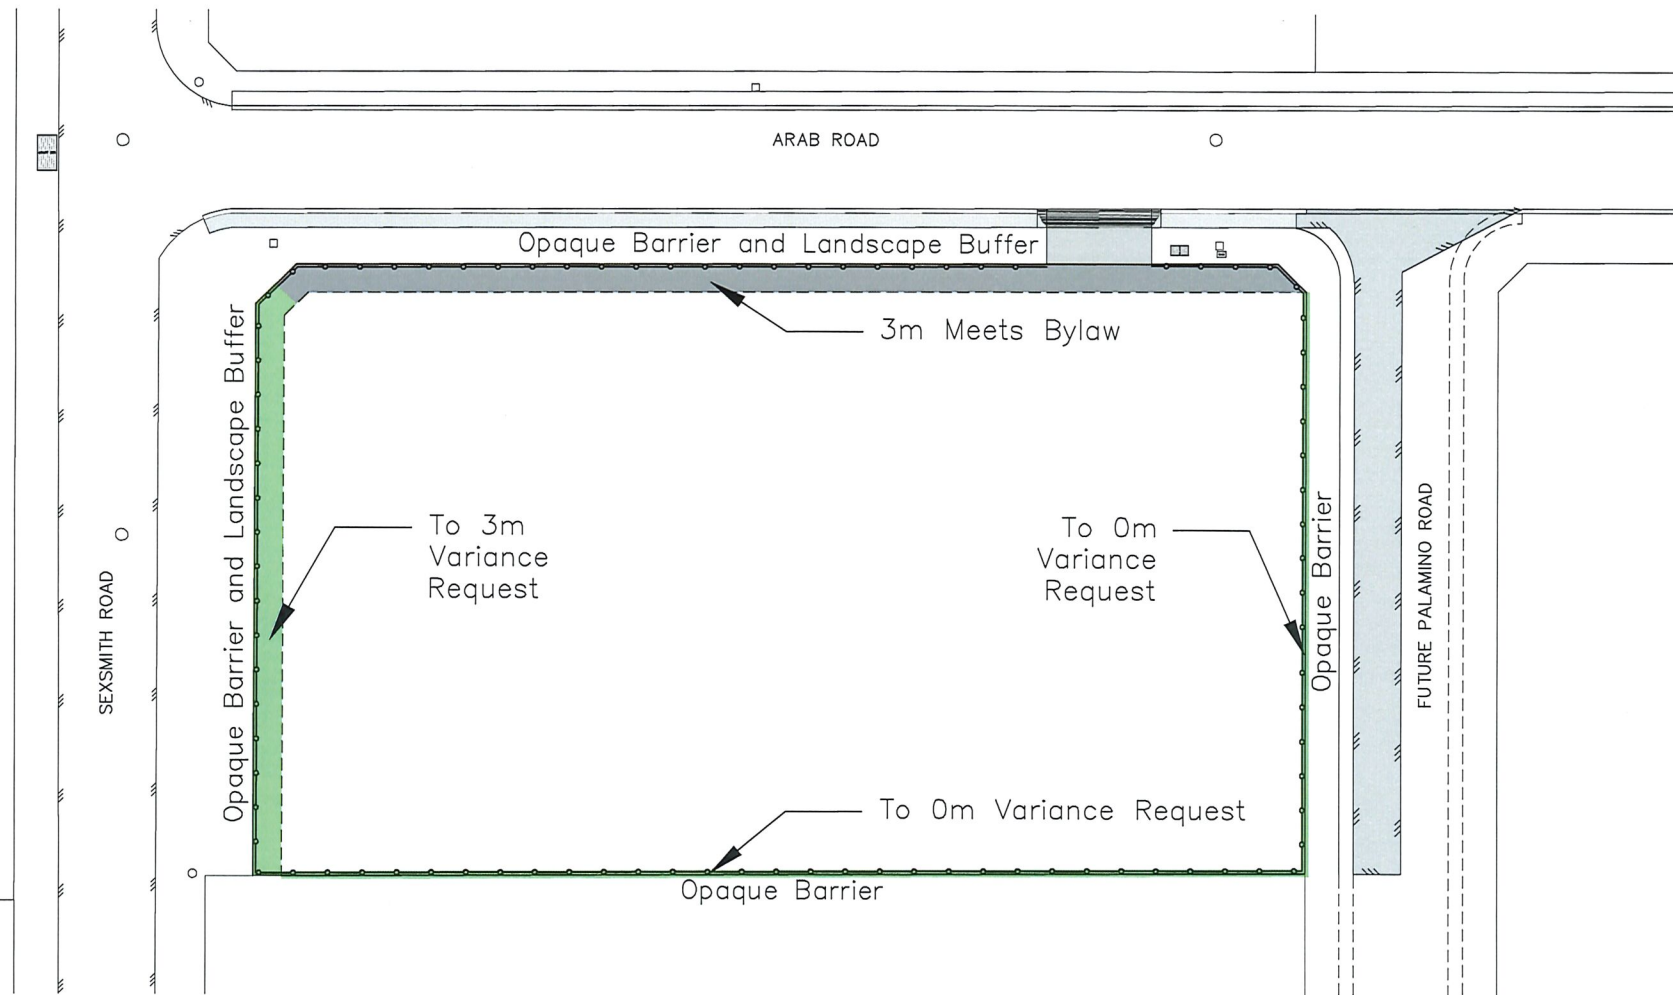 ARAB ROAD
Opaque Barrier and Landscape Buffer
3m Meets Bylaw
Opaque Barrier and Landscape Buffer
To 3m
Variance
Request
To 0m
Variance
Request
Opaque Barrier
FUTURE PALAMINO ROAD
SEXSMITH ROAD
To 0m Variance Request
Opaque Barrier